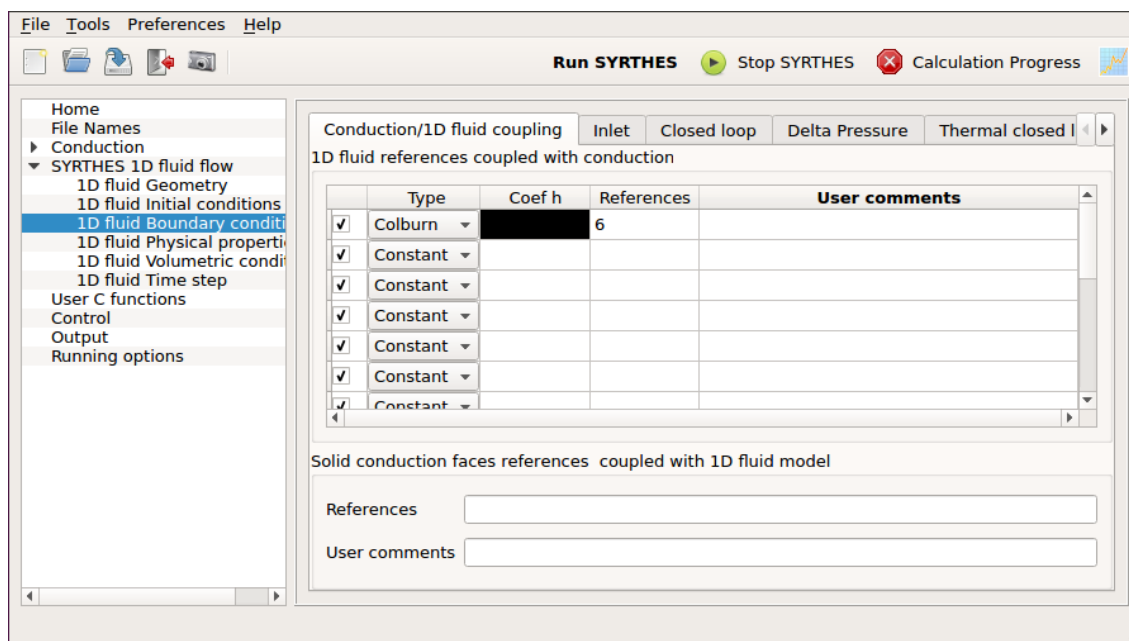 File Tools Preferences Help
Run SYRTHES Stop SYRTHES Calculation Progress
Home
File Names
Conduction
SYRTHES 1D fluid flow
1D fluid Geometry
1D fluid Initial conditions
1D fluid Boundary conditi
1D fluid Physical properti
1D fluid Volumetric condit
1D fluid Time step
User C functions
Control
Output
Running options
Conduction/1D fluid coupling Inlet Closed loop Delta Pressure Thermal closed l
1D fluid references coupled with conduction
Type Coef h References User comments
Colburn 6
Constant
Constant
Constant
Constant
Constant
Constant
Solid conduction faces references coupled with 1D fluid model
References
User comments